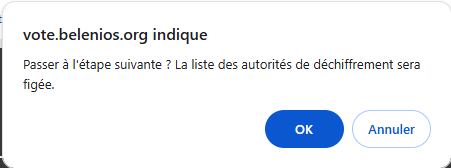 vote.belenios.org indique
Passer à l'étape suivante ? La liste des autorités de déchiffrement sera
figée.
OK
Annuler